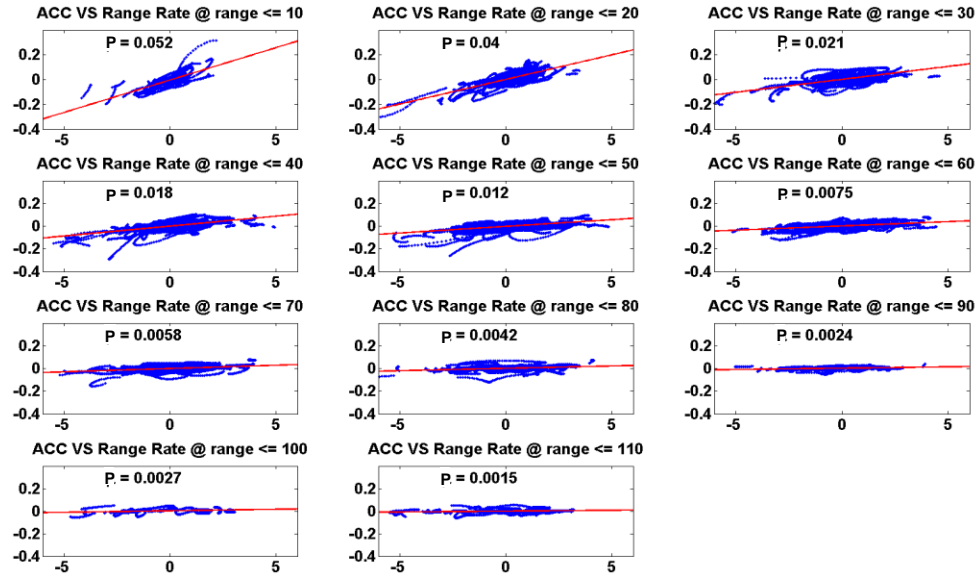 ACC VS Range Rate @ range <= 10
P = 0.052
0.2
0
-0.2
-0.4
-5 0 5
ACC VS Range Rate @ range <= 20
P = 0.04
0.2
0
-0.2
-0.4
-5 0 5
ACC VS Range Rate @ range <= 30
P. = 0.021
0.2
0
-0.2
-0.4
-5 0 5
ACC VS Range Rate @ range <= 40
P = 0.018
0.2
0
-0.2
-0.4
-5 0 5
ACC VS Range Rate @ range <= 50
P. = 0.012
0.2
0
-0.2
-0.4
-5 0 5
ACC VS Range Rate @ range <= 60
P. = 0.0075
0.2
0
-0.2
-0.4
-5 0 5
ACC VS Range Rate @ range <= 70
P = 0.0058
0.2
0
-0.2
-0.4
-5 0 5
ACC VS Range Rate @ range <= 80
P. = 0.0042
0.2
0
-0.2
-0.4
-5 0 5
ACC VS Range Rate @ range <= 90
P. = 0.0024
0.2
0
-0.2
-0.4
-5 0 5
ACC VS Range Rate @ range <= 100
P. = 0.0027
0.2
0
-0.2
-0.4
-5 0 5
ACC VS Range Rate @ range <= 110
P. = 0.0015
0.2
0
-0.2
-0.4
-5 0 5